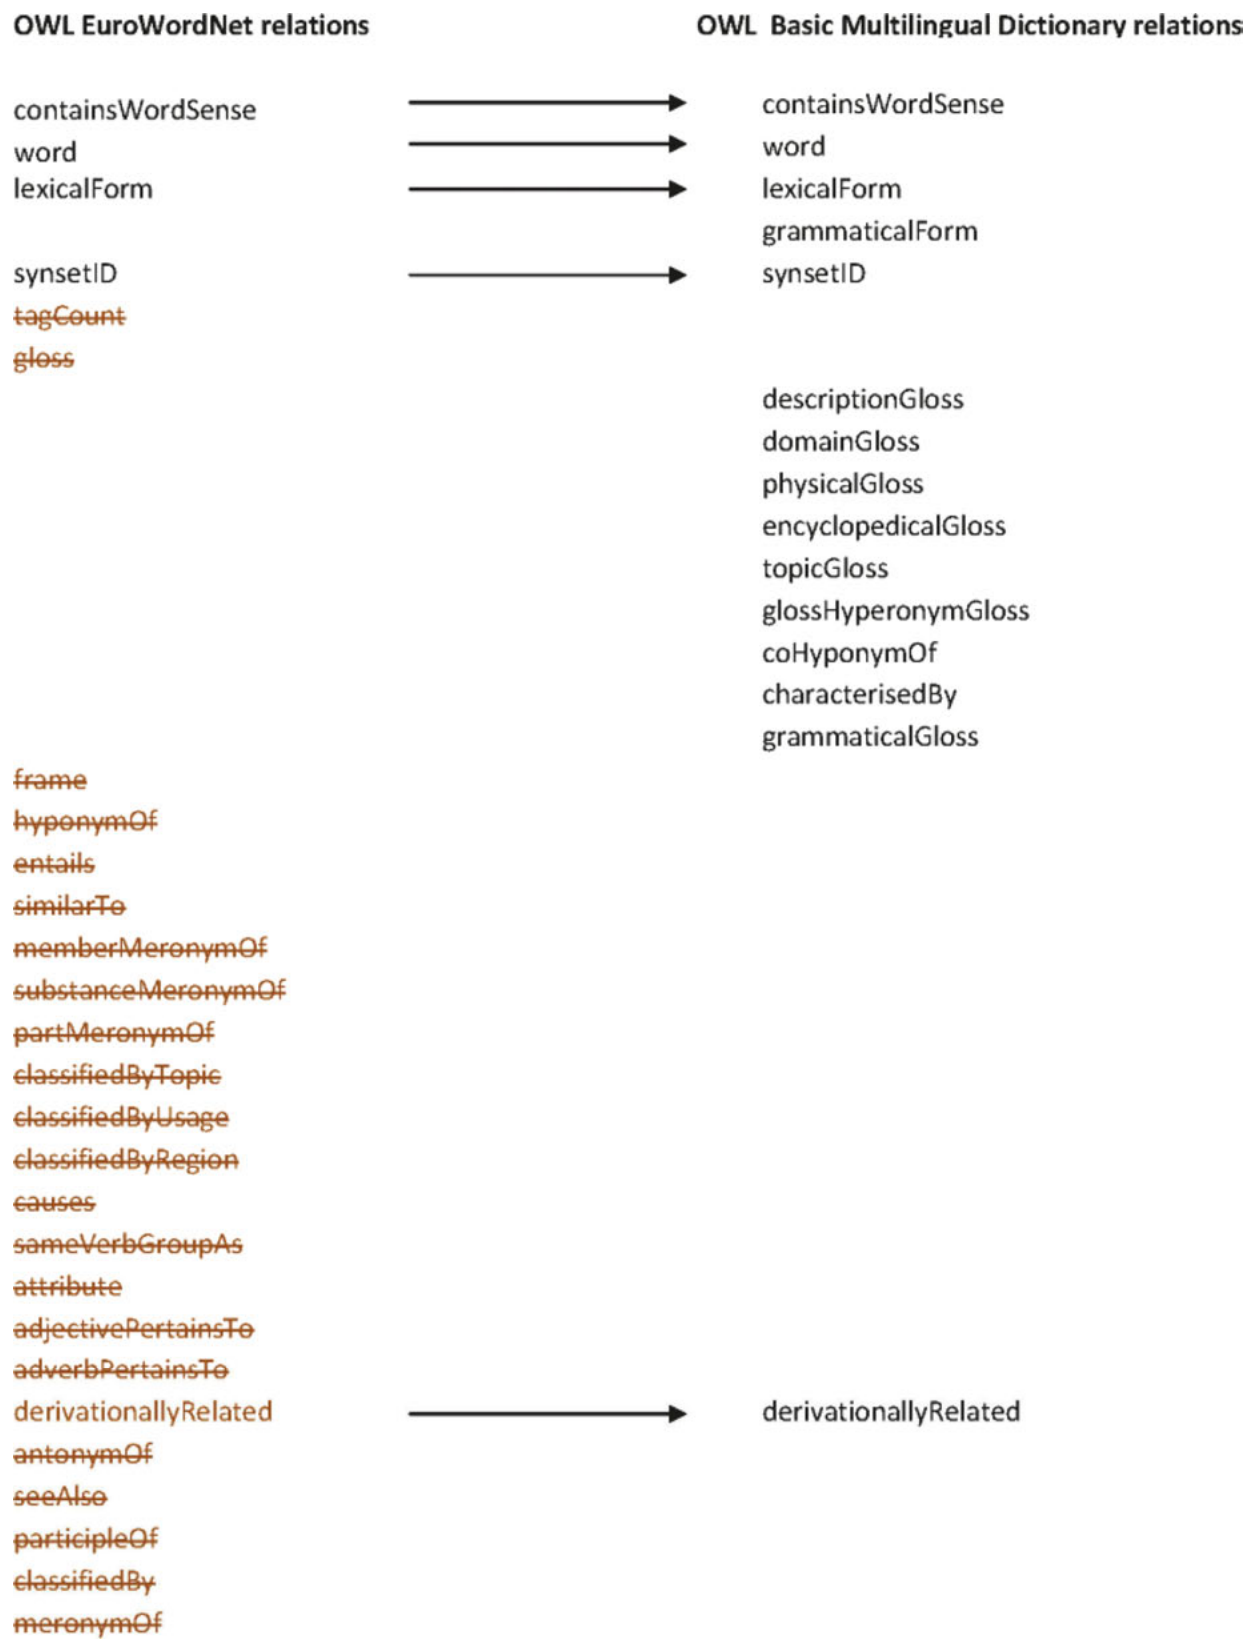 OWL EuroWordNet relations OWL Basic Multilingual Dictionary relations
containsWordSense containsWordSense
word word
lexicalForm lexicalForm
grammaticalForm
synsetID synsetID
tagCount
gloss
descriptionGloss
domainGloss
physicalGloss
encyclopedicalGloss
topicGloss
glossHyperonymGloss
coHyponymOf
characterisedBy
grammaticalGloss
frame
hyponymOf
entails
similarTo
memberMeronymOf
substanceMeronymOf
partMeronymOf
classifiedByTopic
classifiedByUsage
classifiedByRegion
causes
sameVerbGroupAs
attribute
adjectivePertainsTo
adverbPertainsTo
derivationallyRelated derivationallyRelated
antonymOf
seeAlso
participleOf
classifiedBy
meronymOf